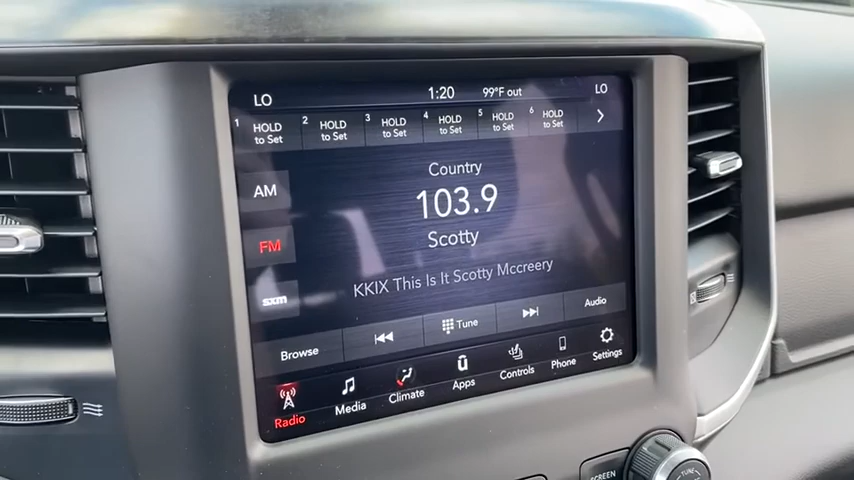 LO 1:20 99°F out LO
1 HOLD to Set 2 HOLD to Set 3 HOLD to Set 4 HOLD to Set 5 HOLD to Set 6 HOLD to Set
Country
AM
103.9
FM
Scotty
KKIX This Is It Scotty Mccreery
sxm
Browse Tune Audio
Radio Media Climate Apps Controls Phone Settings
SCREEN
TUNE